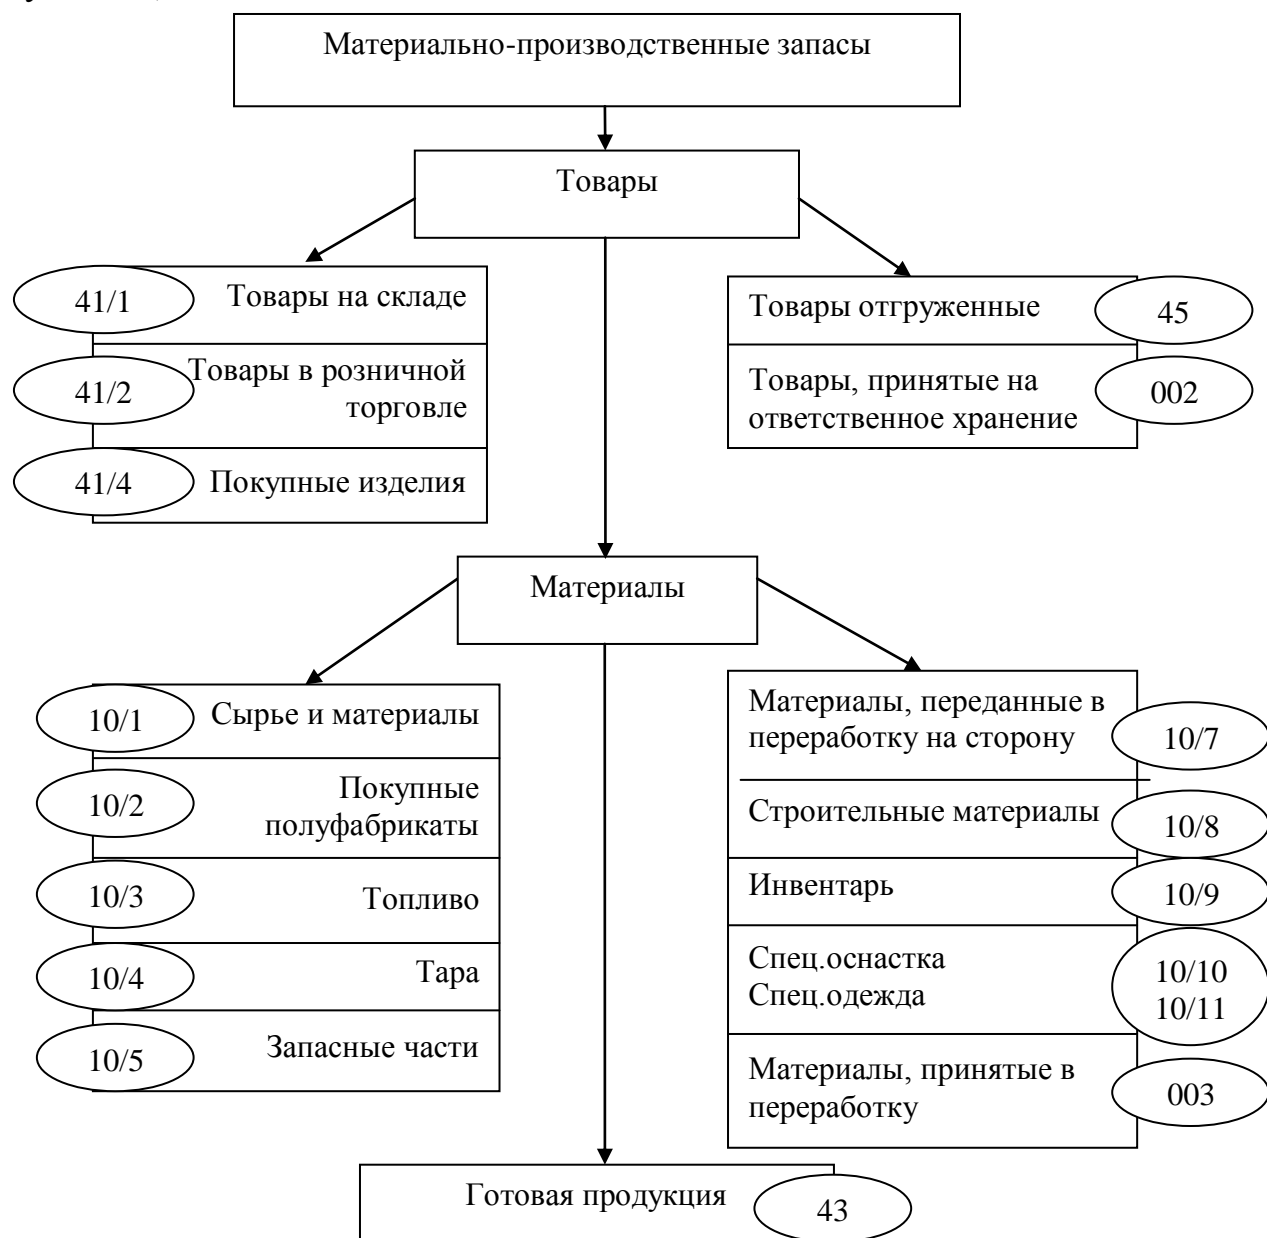 Материально-производственные запасы
Товары
41/1
Товары на складе
41/2
Товары в розничной
торговле
41/4
Покупные изделия
Товары отгруженные
45
Товары, принятые на
ответственное хранение
002
Материалы
10/1
Сырье и материалы
10/2
Покупные
полуфабрикаты
10/3
Топливо
10/4
Тара
10/5
Запасные части
Материалы, переданные в
переработку на сторону
10/7
Строительные материалы
10/8
Инвентарь
10/9
Спец.оснастка
Спец.одежда
10/10
10/11
Материалы, принятые в
переработку
003
Готовая продукция
43